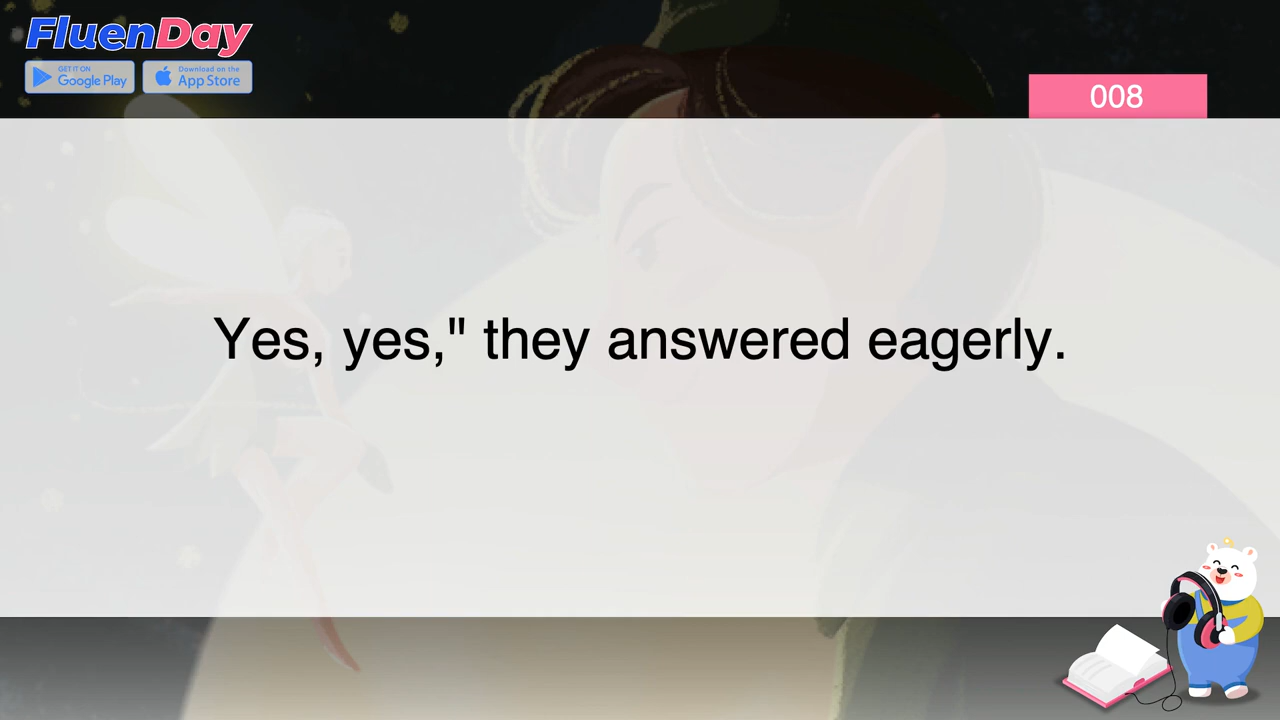 FluenDay
GET IT ON
Google Play
Download on the
App Store
008
Yes, yes," they answered eagerly.